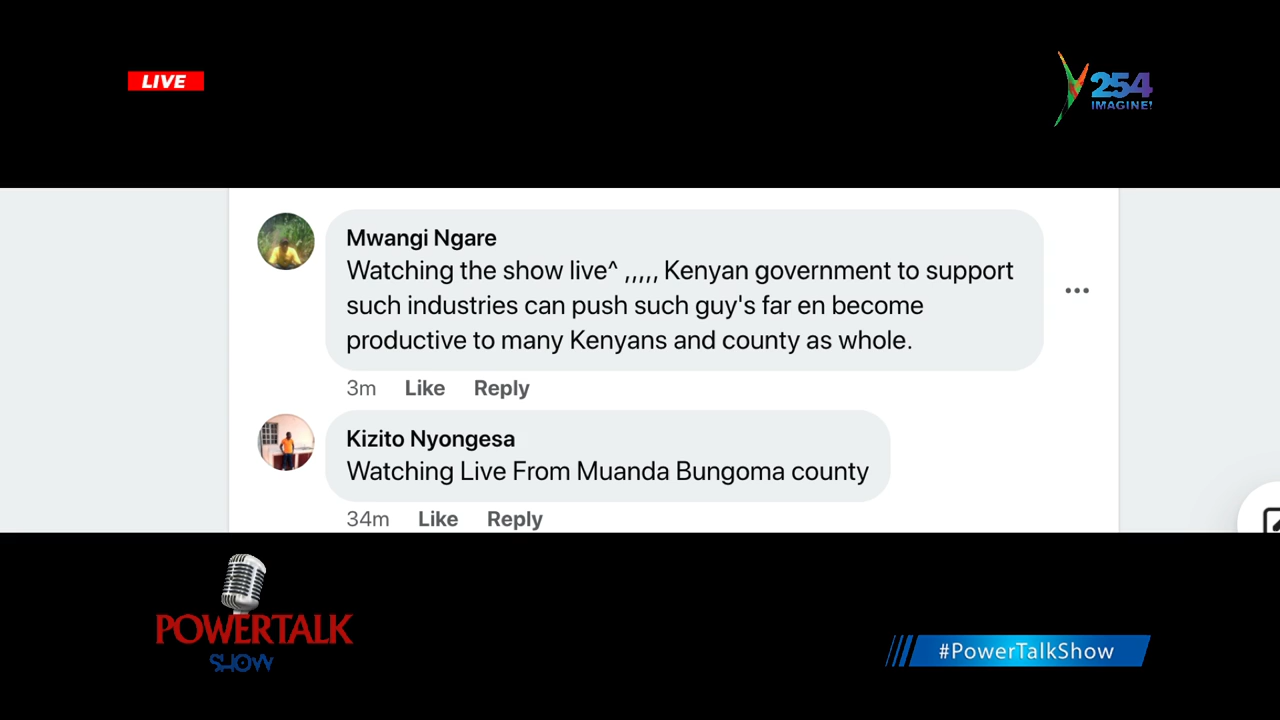 LIVE
254
IMAGINE!
Mwangi Ngare
Watching the show live^ ,,,,, Kenyan government to support
such industries can push such guy's far en become
productive to many Kenyans and county as whole.
3m Like Reply
Kizito Nyongesa
Watching Live From Muanda Bungoma county
34m Like Reply
POWERTALK
SHOW
#PowerTalkShow